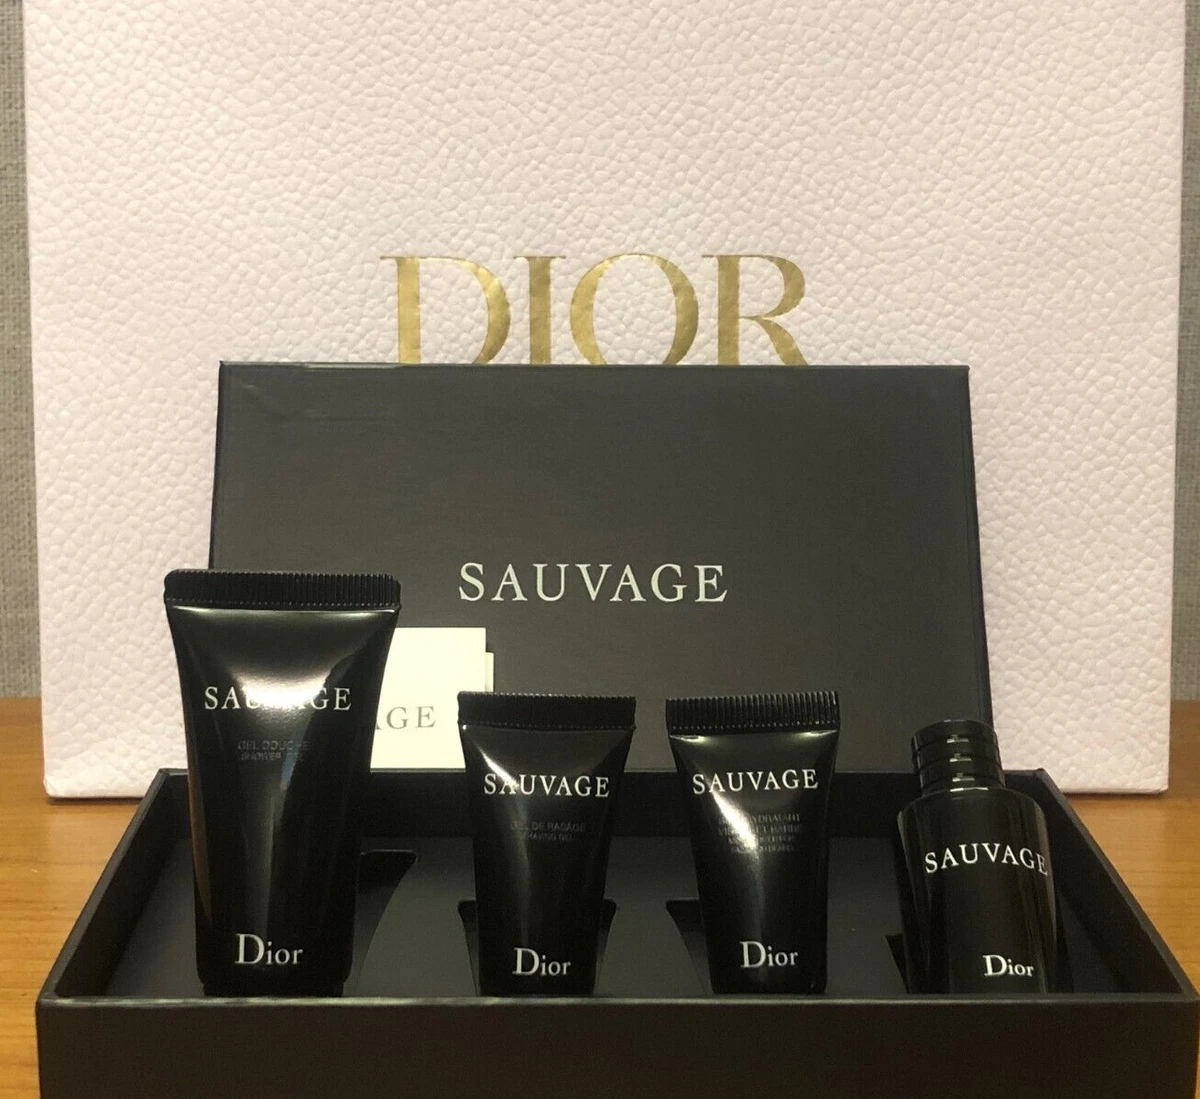 DIOR
SAUVAGE
AGE
SAUVAGE
GEL DOUCHE
SHOWER GEL
Dior
SAUVAGE
GEL DE RASAGE
SHAVING GEL
Dior
SAUVAGE
HYDRATANT
Dior
SAUVAGE
Dior